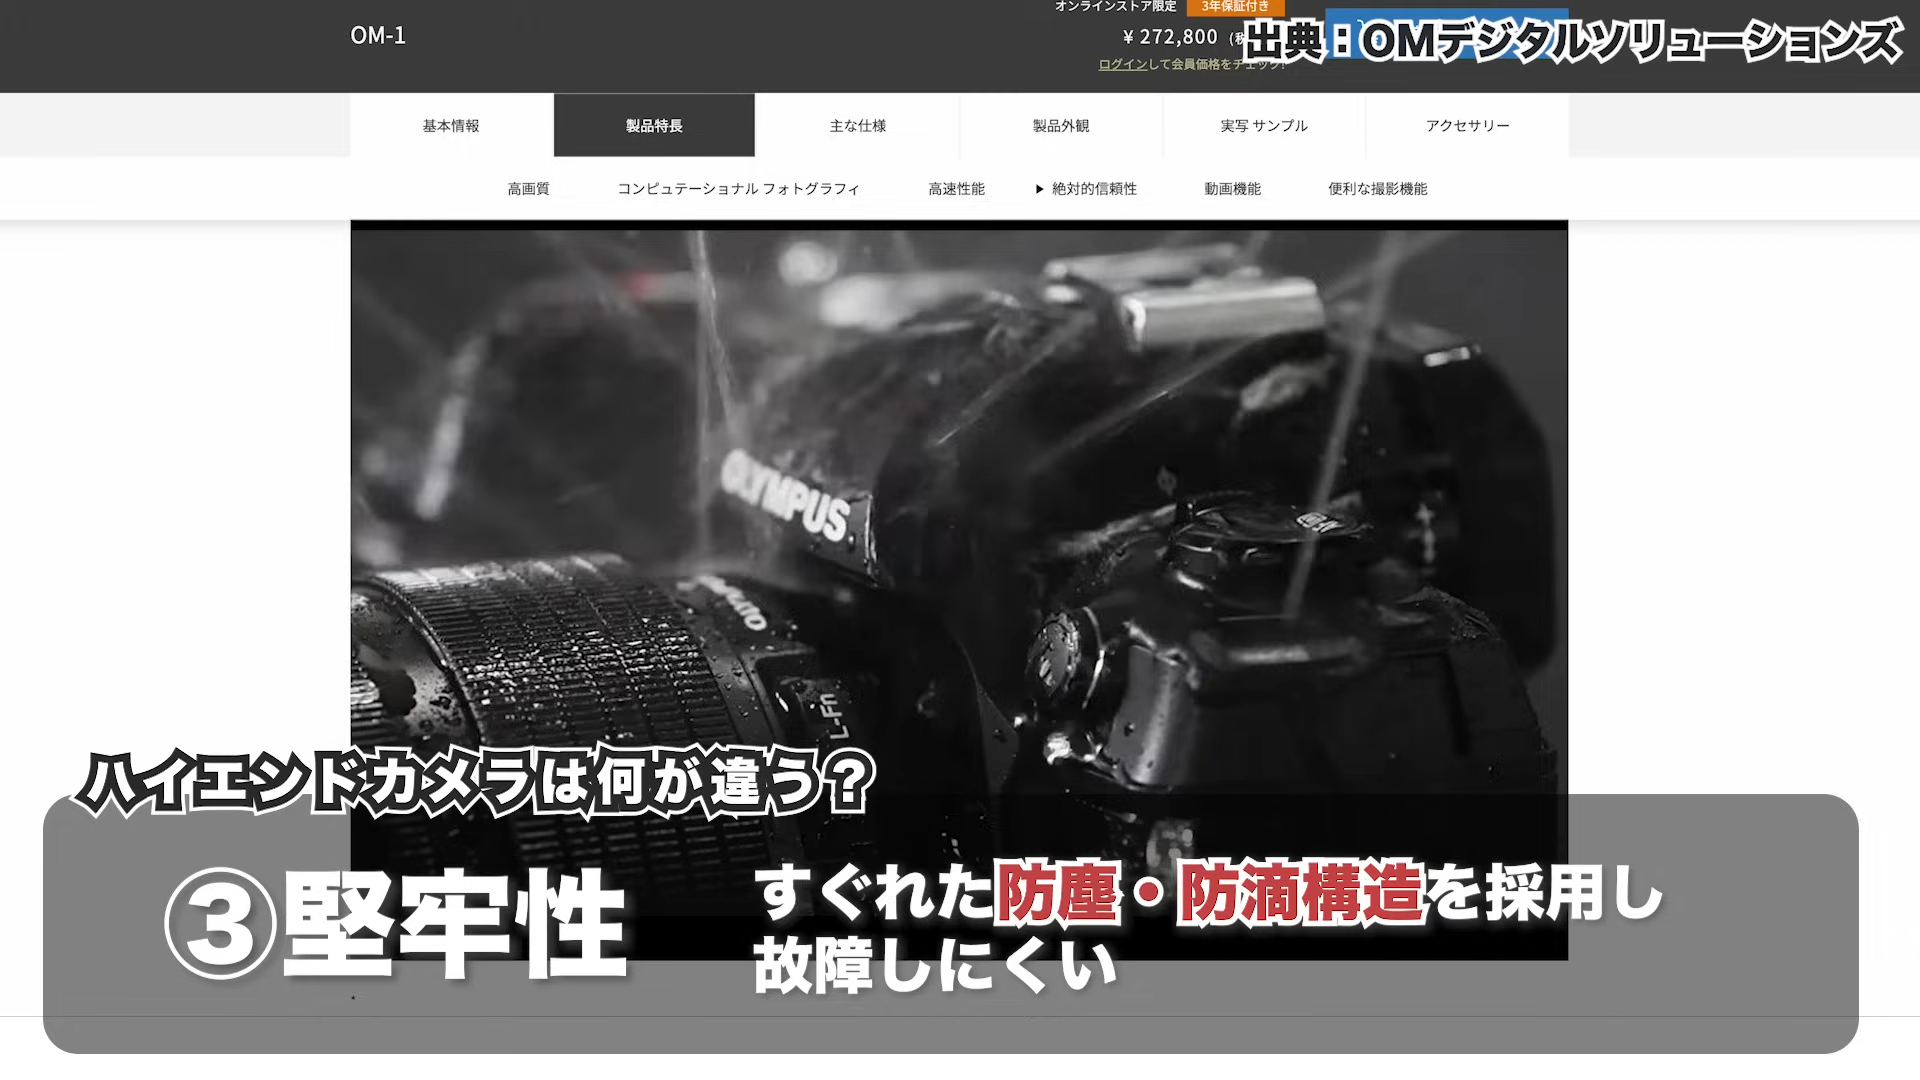 オンラインストア限定
3年保証付き
OM-1
¥ 272,800
出典：OMデジタルソリューションズ
ログインして会員価格をチェック!
基本情報
製品特長
主な仕様
製品外観
実写 サンプル
アクセサリー
高画質
コンピュテーショナル フォトグラフィ
高速性能
▶ 絶対的信頼性
動画機能
便利な撮影機能
OLYMPUS
L-Fn
ハイエンドカメラは何が違う？
③堅牢性
すぐれた防塵・防滴構造を採用し
故障しにくい